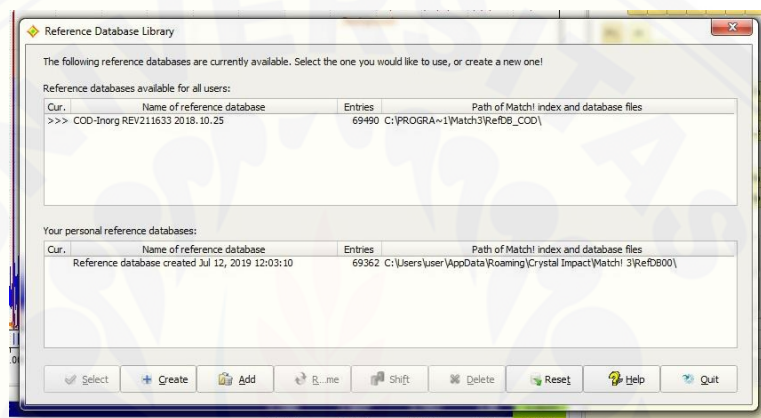 Reference Database Library
The following reference databases are currently available. Select the one you would like to use, or create a new one!
Reference databases available for all users:
Cur. Name of reference database Entries Path of Match! index and database files
>>> COD-Inorg REV211633 2018.10.25 69490 C:\PROGRA~1\Match3\RefDB_COD\
Your personal reference databases:
Cur. Name of reference database Entries Path of Match! index and database files
Reference database created Jul 12, 2019 12:03:10 69362 C:\Users\user\AppData\Roaming\Crystal Impact\Match! 3\RefDB00\
Select Create Add R...me Shift Delete Reset Help Quit